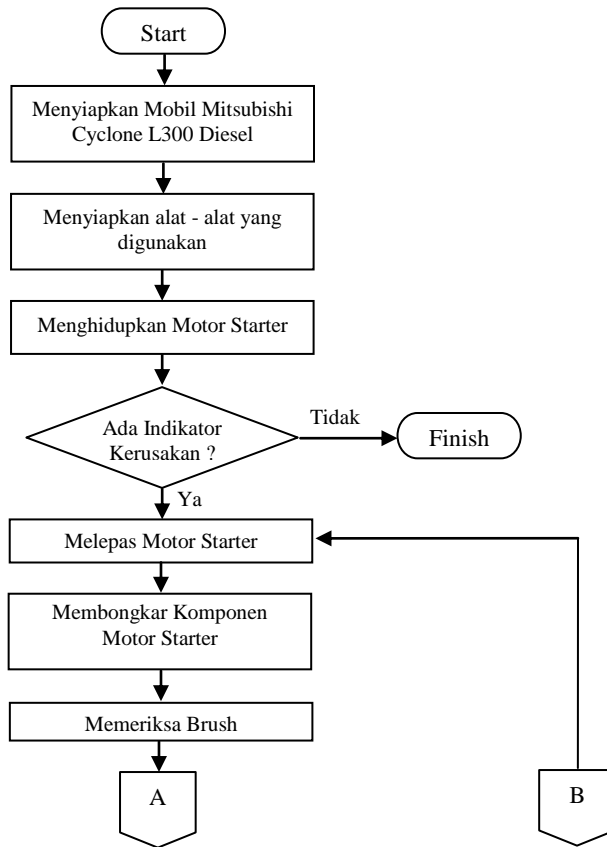 Start
Menyiapkan Mobil Mitsubishi
Cyclone L300 Diesel
Menyiapkan alat - alat yang
digunakan
Menghidupkan Motor Starter
Ada Indikator
Kerusakan ?
Tidak
Finish
Ya
Melepas Motor Starter
Membongkar Komponen
Motor Starter
Memeriksa Brush
A
B